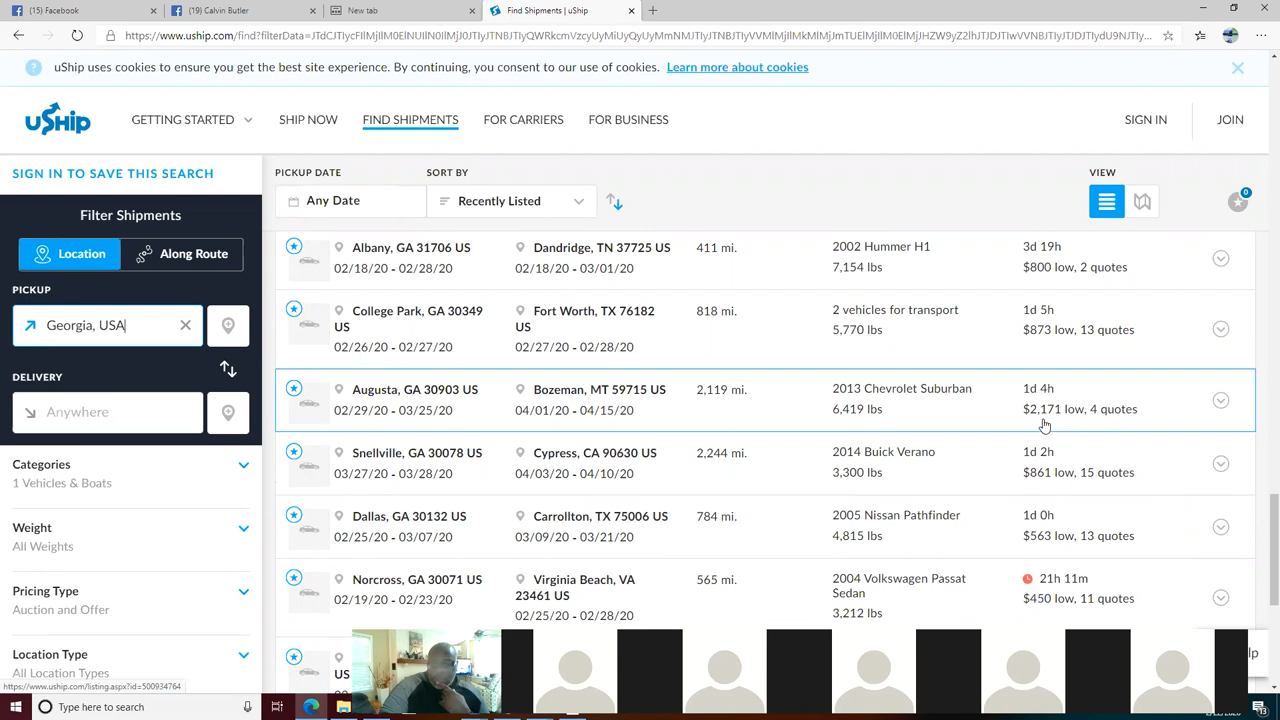 (15) Facebook
(19) Calvin Butler
New tab
Find Shipments | uShip
https://www.uship.com/find?filterData=
uShip uses cookies to ensure you get the best site experience. By continuing, you consent to our use of cookies. Learn more about cookies
uShip
GETTING STARTED
SHIP NOW
FIND SHIPMENTS
FOR CARRIERS
FOR BUSINESS
SIGN IN
JOIN
SIGN IN TO SAVE THIS SEARCH
Filter Shipments
Location
Along Route
PICKUP
Georgia, USA
DELIVERY
Anywhere
Categories
1 Vehicles & Boats
Weight
All Weights
Pricing Type
Auction and Offer
Location Type
All Location Types
https://www.uship.com/listing.aspx?id=500934764
PICKUP DATE
Any Date
SORT BY
Recently Listed
VIEW
0
Albany, GA 31706 US Dandridge, TN 37725 US 411 mi. 2002 Hummer H1 3d 19h
02/18/20 - 02/28/20 02/18/20 - 03/01/20 7,154 lbs $800 low, 2 quotes
College Park, GA 30349 Fort Worth, TX 76182 818 mi. 2 vehicles for transport 1d 5h
US US 5,770 lbs $873 low, 13 quotes
02/26/20 - 02/27/20 02/27/20 - 02/28/20
Augusta, GA 30903 US Bozeman, MT 59715 US 2,119 mi. 2013 Chevrolet Suburban 1d 4h
02/29/20 - 03/25/20 04/01/20 - 04/15/20 6,419 lbs $2,171 low, 4 quotes
Snellville, GA 30078 US Cypress, CA 90630 US 2,244 mi. 2014 Buick Verano 1d 2h
03/27/20 - 03/28/20 04/03/20 - 04/10/20 3,300 lbs $861 low, 15 quotes
Dallas, GA 30132 US Carrollton, TX 75006 US 784 mi. 2005 Nissan Pathfinder 1d 0h
02/25/20 - 03/07/20 03/09/20 - 03/21/20 4,815 lbs $563 low, 13 quotes
Norcross, GA 30071 US Virginia Beach, VA 565 mi. 2004 Volkswagen Passat 21h 11m
02/19/20 - 02/23/20 23461 US Sedan $450 low, 11 quotes
02/25/20 - 02/28/20 3,212 lbs
US
lp
Type here to search
13